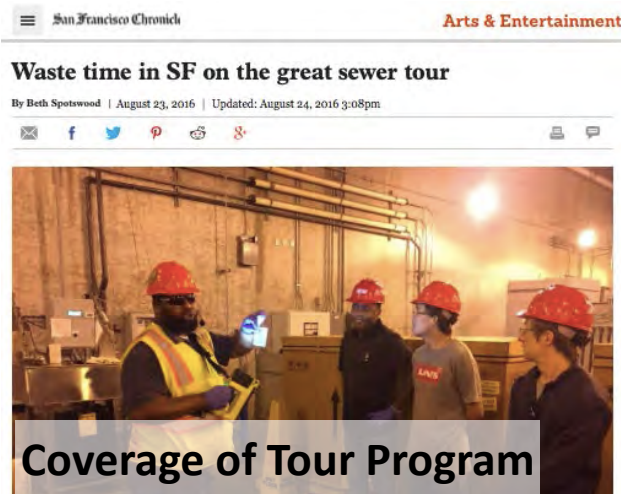 San Francisco Chronicle
Arts & Entertainment
Waste time in SF on the great sewer tour
By Beth Spotswood | August 23, 2016 | Updated: August 24, 2016 3:08pm
LEVI'S
Coverage of Tour Program